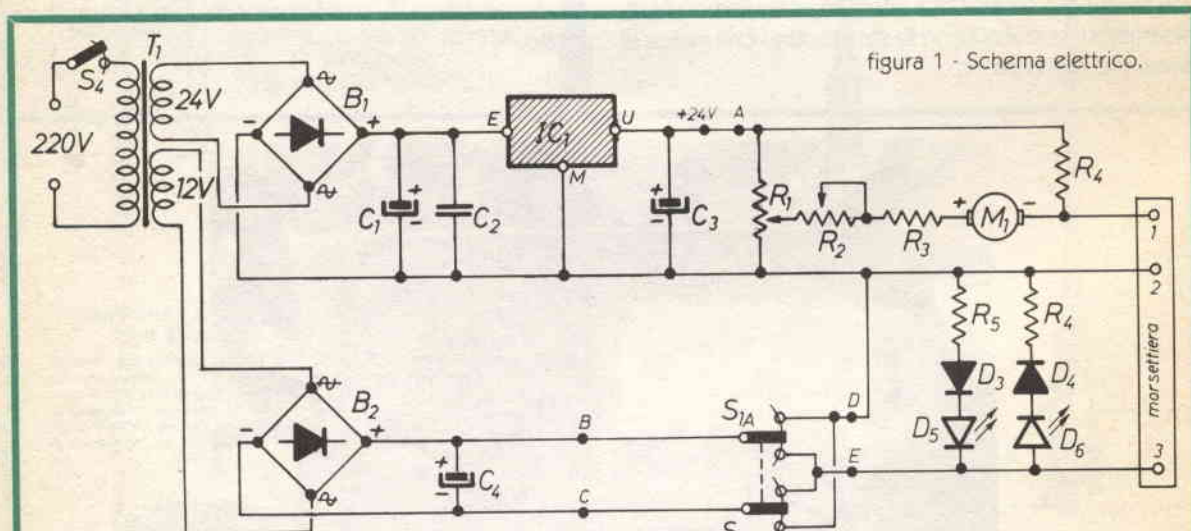 figura 1 - Schema elettrico.
T1
S4
24V
220V
12V
B1
- +
E
IC1
U
M
+24V
A
+
C1
-
C2
+
C3
-
R1
R2
R3
+ M1 -
R4
1
2
R5
R4
D3
D4
D5
D6
morsettiera
3
B2
- +
+
C4
-
B
C
S1A
D
E
S